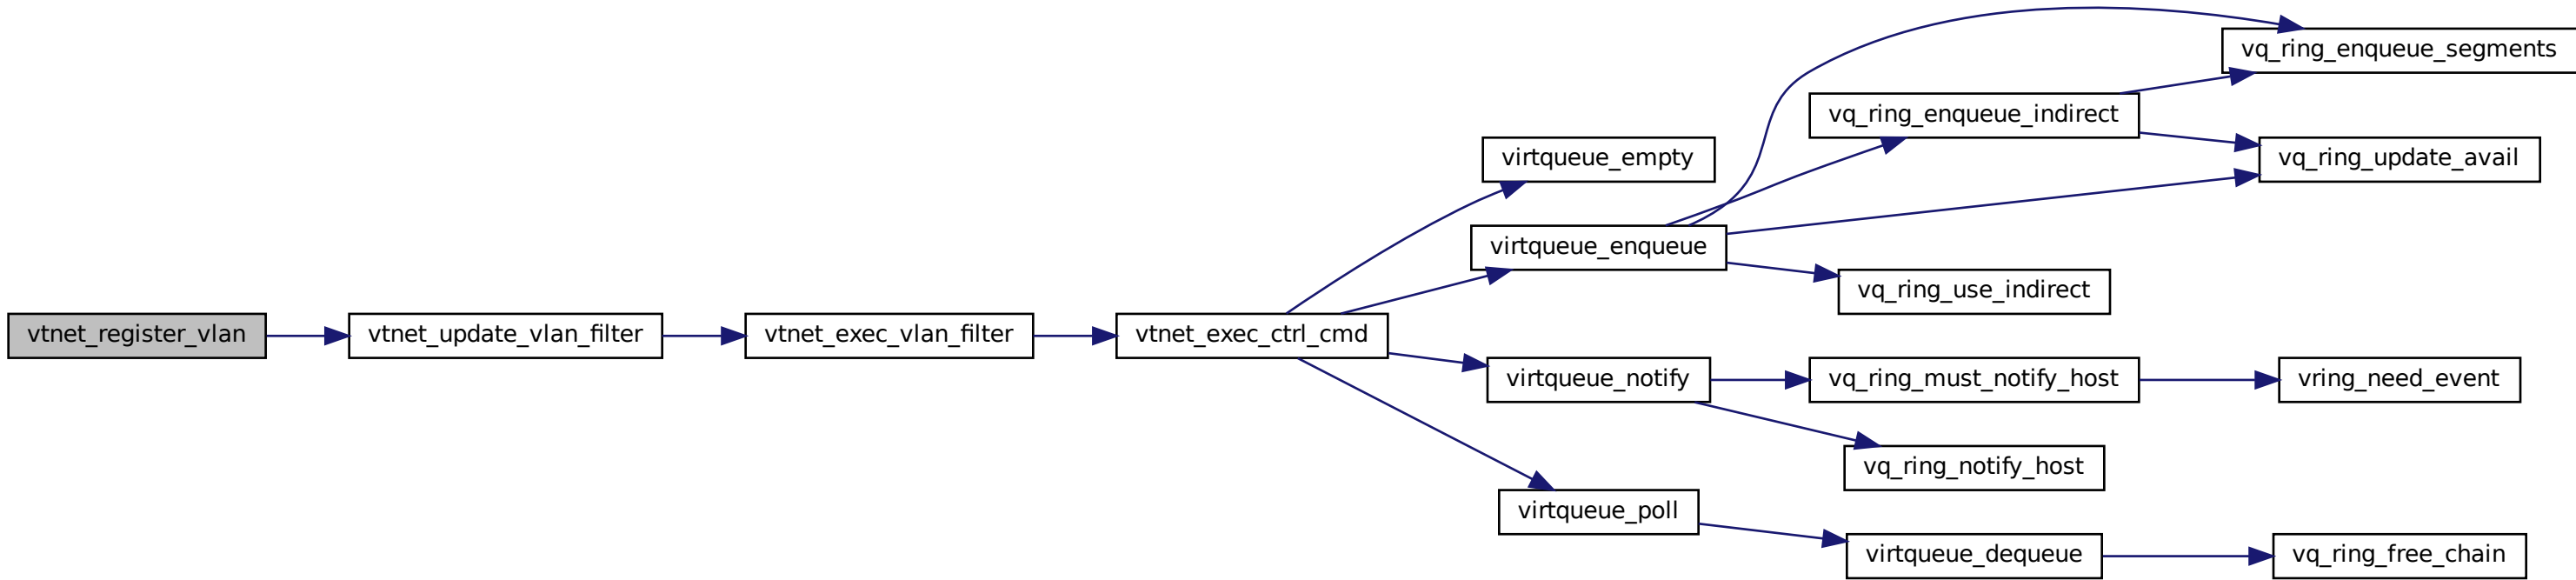 vtnet_register_vlan
vtnet_update_vlan_filter
vtnet_exec_vlan_filter
vtnet_exec_ctrl_cmd
virtqueue_empty
virtqueue_enqueue
vq_ring_enqueue_segments
vq_ring_enqueue_indirect
vq_ring_update_avail
vq_ring_use_indirect
virtqueue_notify
vq_ring_must_notify_host
vring_need_event
vq_ring_notify_host
virtqueue_poll
virtqueue_dequeue
vq_ring_free_chain